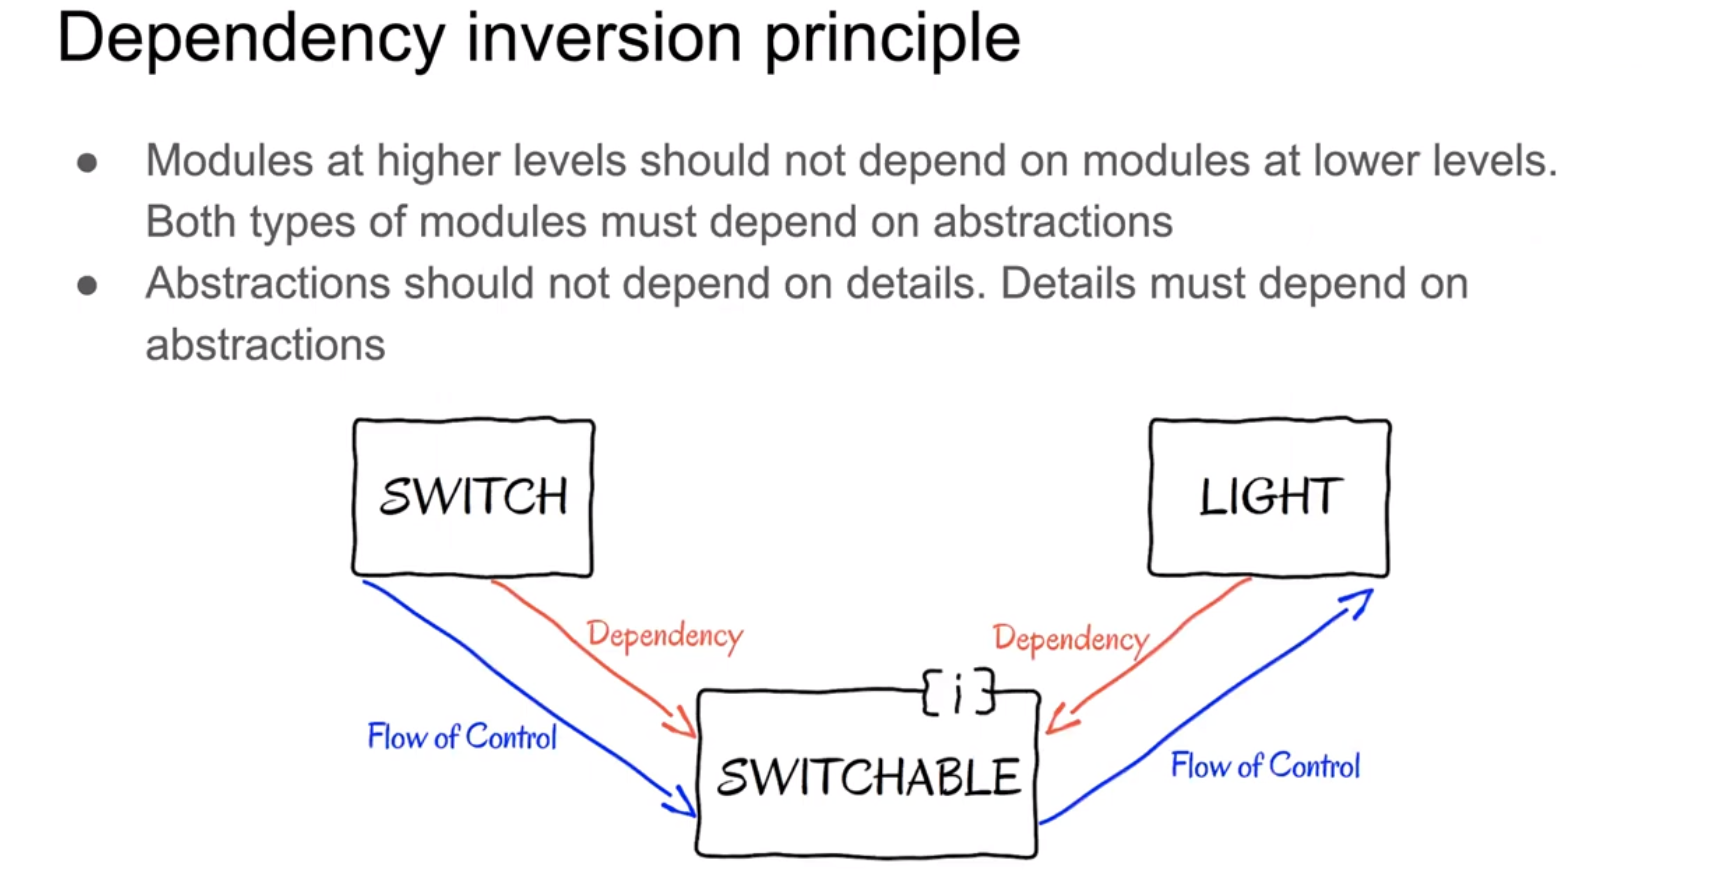 Dependency inversion principle
● Modules at higher levels should not depend on modules at lower levels.
Both types of modules must depend on abstractions
● Abstractions should not depend on details. Details must depend on
abstractions
SWITCH
LIGHT
Dependency
Dependency
{i}
Flow of Control
SWITCHABLE
Flow of Control